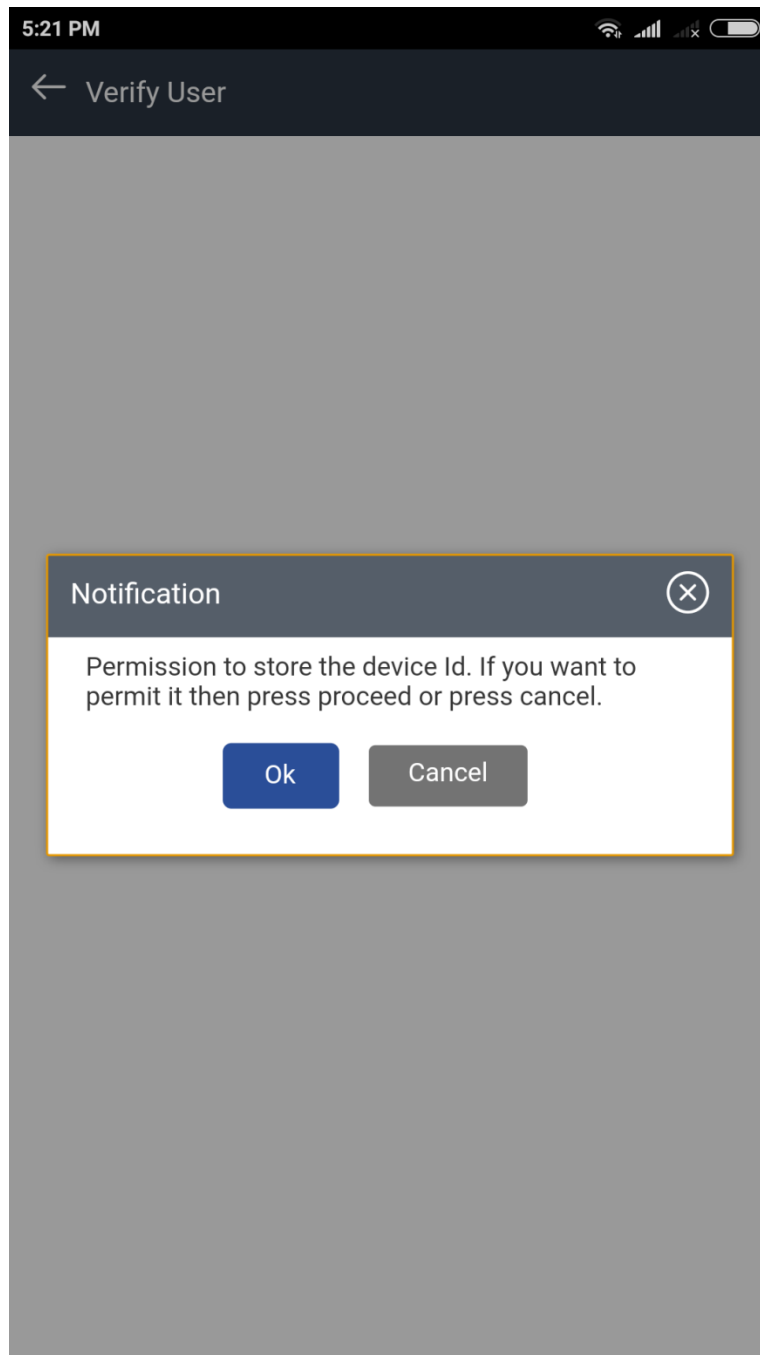 5:21 PM
Verify User
Notification
Permission to store the device Id. If you want to
permit it then press proceed or press cancel.
Ok Cancel